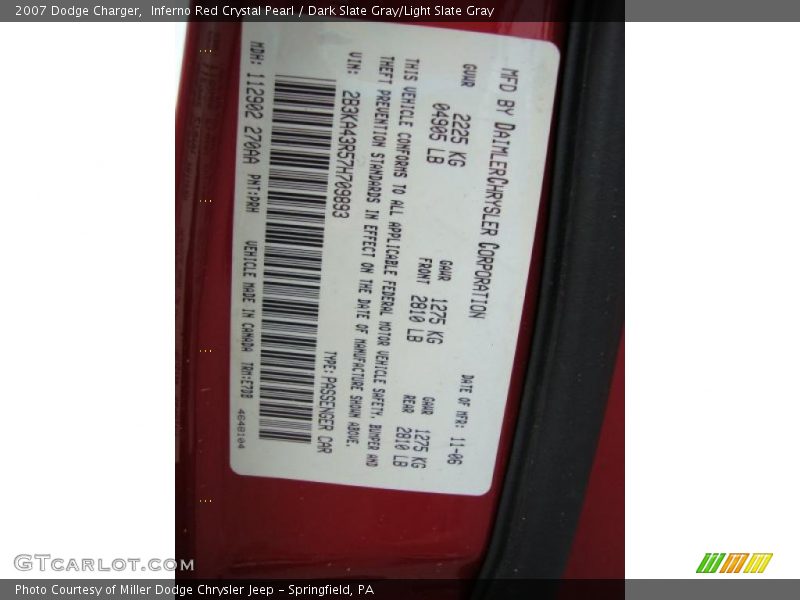 2007 Dodge Charger, Inferno Red Crystal Pearl / Dark Slate Gray/Light Slate Gray
MFD BY DAIMLERCHRYSLER CORPORATION
DATE OF MFR: 11-06
GVWR 2225 KG
04905 LB
GAWR FRONT 1275 KG
2810 LB
GAWR REAR 1275 KG
2810 LB
THIS VEHICLE CONFORMS TO ALL APPLICABLE FEDERAL MOTOR VEHICLE SAFETY, BUMPER AND
THEFT PREVENTION STANDARDS IN EFFECT ON THE DATE OF MANUFACTURE SHOWN ABOVE.
VIN: 2B3KA43R57H709893
TYPE: PASSENGER CAR
MDH: 112902 270AA PNT:PRH VEHICLE MADE IN CANADA TRM:E7DB
4648104
GTCarLot.com
Photo Courtesy of Miller Dodge Chrysler Jeep - Springfield, PA